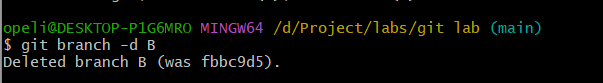 opeli@DESKTOP-P1G6MRO MINGW64 /d/Project/labs/git lab (main)
$ git branch -d B
Deleted branch B (was fbbc9d5).